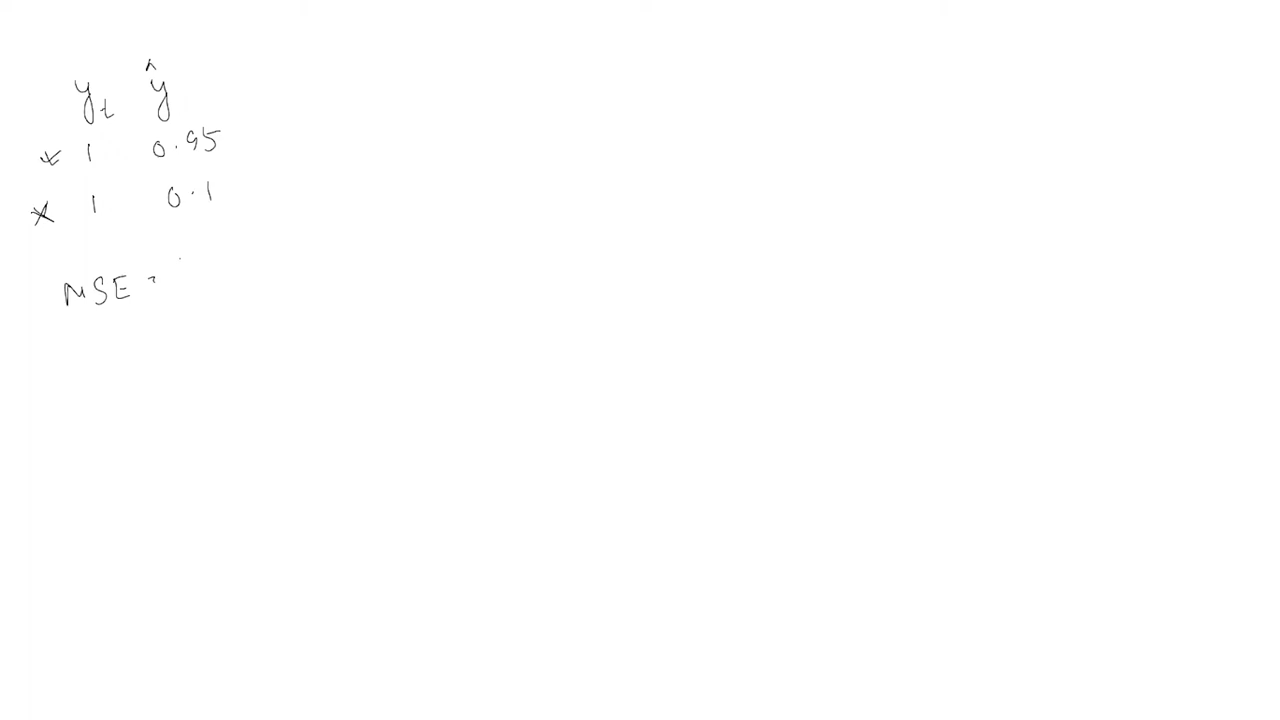 y_t ŷ
* 1 0.95
* 1 0.1
MSE =